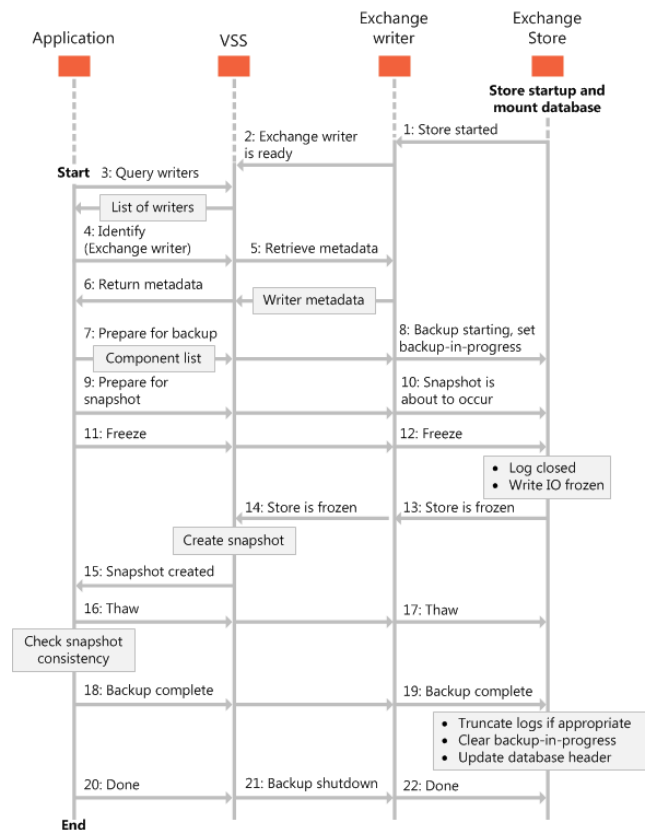 Application
VSS
Exchange
writer
Exchange
Store
Store startup and
mount database
1: Store started
2: Exchange writer
is ready
Start
3: Query writers
List of writers
4: Identify
(Exchange writer)
5: Retrieve metadata
6: Return metadata
Writer metadata
7: Prepare for backup
Component list
8: Backup starting, set
backup-in-progress
9: Prepare for
snapshot
10: Snapshot is
about to occur
11: Freeze
12: Freeze
• Log closed
• Write IO frozen
14: Store is frozen
13: Store is frozen
Create snapshot
15: Snapshot created
16: Thaw
17: Thaw
Check snapshot
consistency
18: Backup complete
19: Backup complete
• Truncate logs if appropriate
• Clear backup-in-progress
• Update database header
20: Done
21: Backup shutdown
22: Done
End